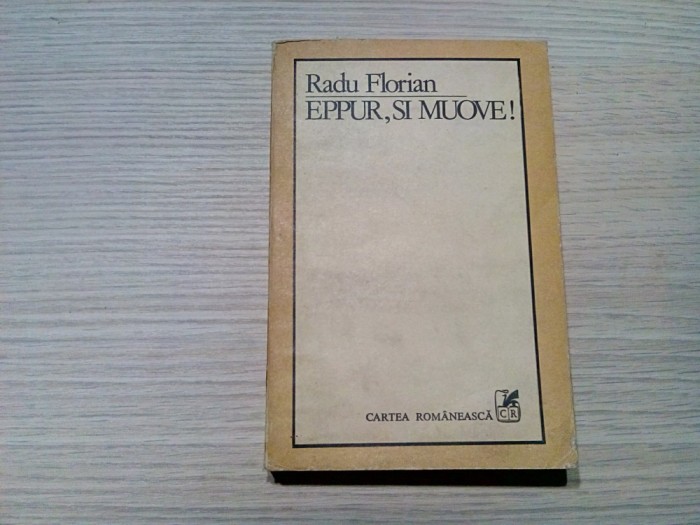 Radu Florian
EPPUR, SI MUOVE!
CARTEA ROMÂNEASCĂ
CR